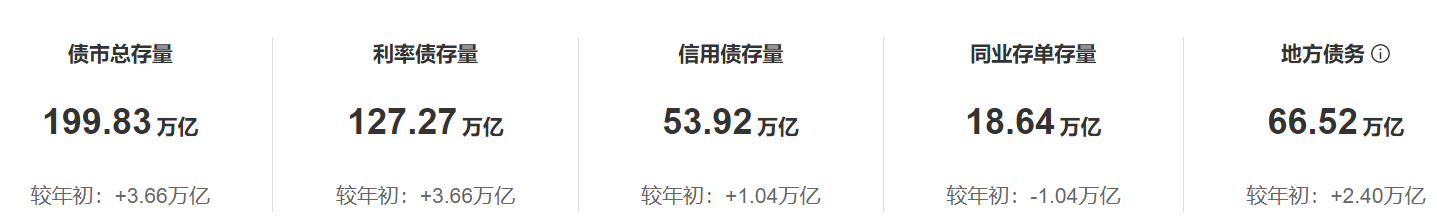 债市总存量 利率债存量 信用债存量 同业存单存量 地方债务
199.83万亿 127.27万亿 53.92万亿 18.64万亿 66.52万亿
较年初：+3.66万亿 较年初：+3.66万亿 较年初：+1.04万亿 较年初：-1.04万亿 较年初：+2.40万亿